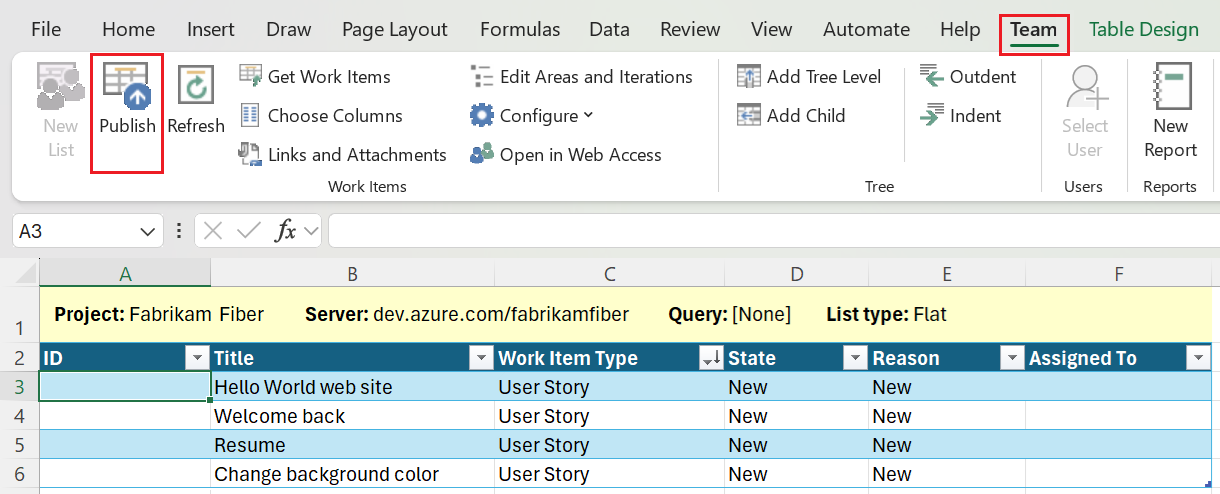 File Home Insert Draw Page Layout Formulas Data Review View Automate Help Team Table Design
New List
Publish
Refresh
Get Work Items
Choose Columns
Links and Attachments
Edit Areas and Iterations
Configure
Open in Web Access
Work Items
Add Tree Level
Add Child
Outdent
Indent
Tree
Select User
Users
New Report
Reports
A3 fx
A B C D E F
1 Project: Fabrikam Fiber Server: dev.azure.com/fabrikamfiber Query: [None] List type: Flat
2 ID Title Work Item Type State Reason Assigned To
3 Hello World web site User Story New New
4 Welcome back User Story New New
5 Resume User Story New New
6 Change background color User Story New New